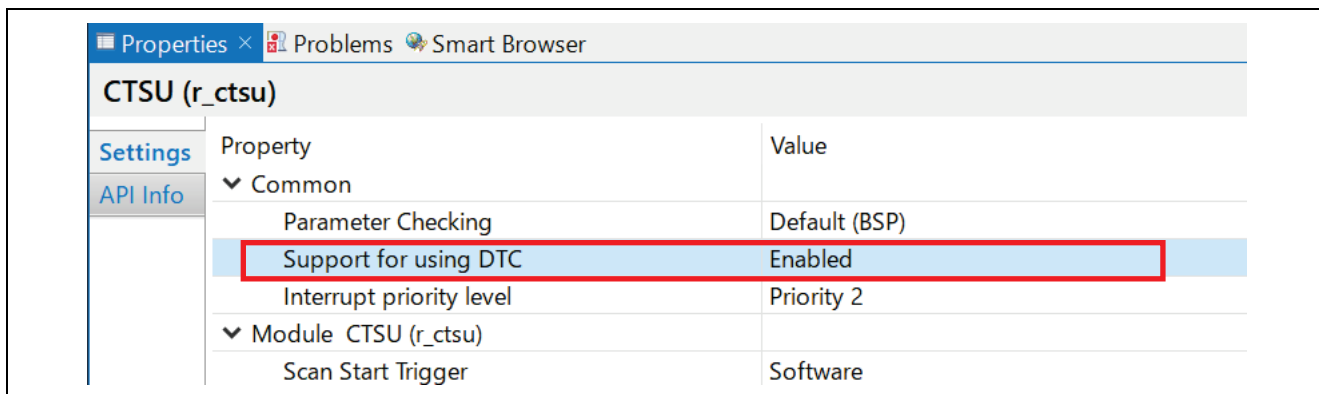 Properties × Problems Smart Browser
CTSU (r_ctsu)
Settings Property Value
API Info Common
Parameter Checking Default (BSP)
Support for using DTC Enabled
Interrupt priority level Priority 2
Module CTSU (r_ctsu)
Scan Start Trigger Software